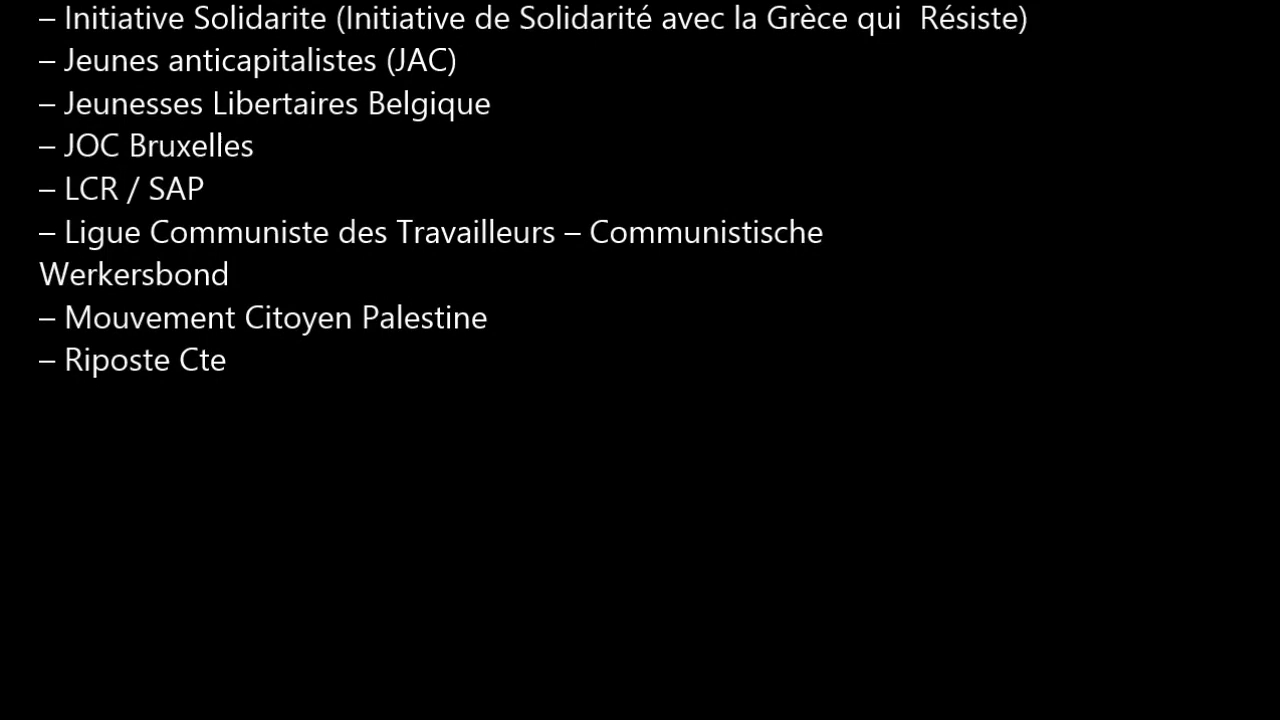 – Initiative Solidarite (Initiative de Solidarité avec la Grèce qui  Résiste)
– Jeunes anticapitalistes (JAC)
– Jeunesses Libertaires Belgique
– JOC Bruxelles
– LCR / SAP
– Ligue Communiste des Travailleurs – Communistische
Werkersbond
– Mouvement Citoyen Palestine
– Riposte Cte